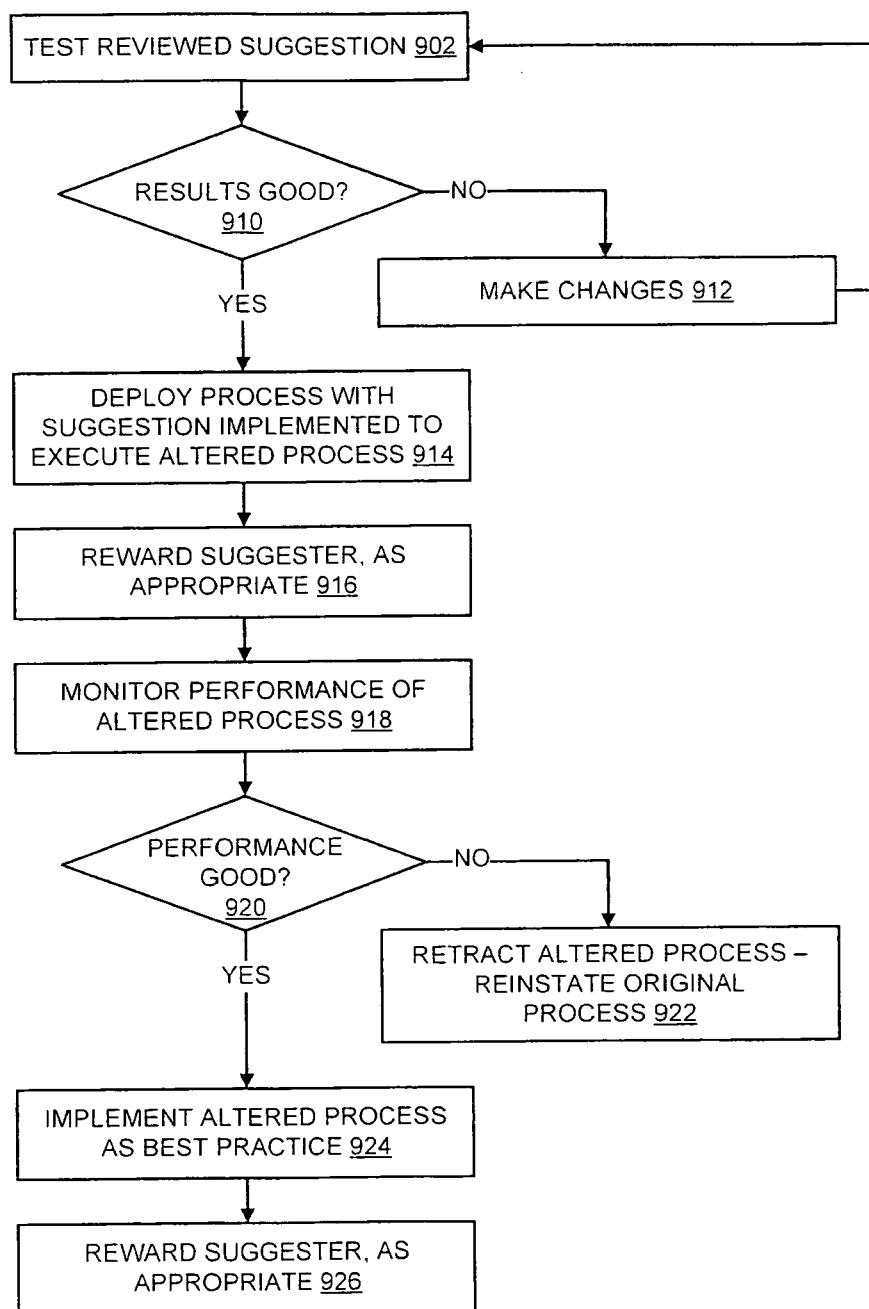 TEST REVIEWED SUGGESTION 902
RESULTS GOOD?
910
NO
MAKE CHANGES 912
YES
DEPLOY PROCESS WITH
SUGGESTION IMPLEMENTED TO
EXECUTE ALTERED PROCESS 914
REWARD SUGGESTER, AS
APPROPRIATE 916
MONITOR PERFORMANCE OF
ALTERED PROCESS 918
PERFORMANCE
GOOD?
920
NO
RETRACT ALTERED PROCESS –
REINSTATE ORIGINAL
PROCESS 922
YES
IMPLEMENT ALTERED PROCESS
AS BEST PRACTICE 924
REWARD SUGGESTER, AS
APPROPRIATE 926